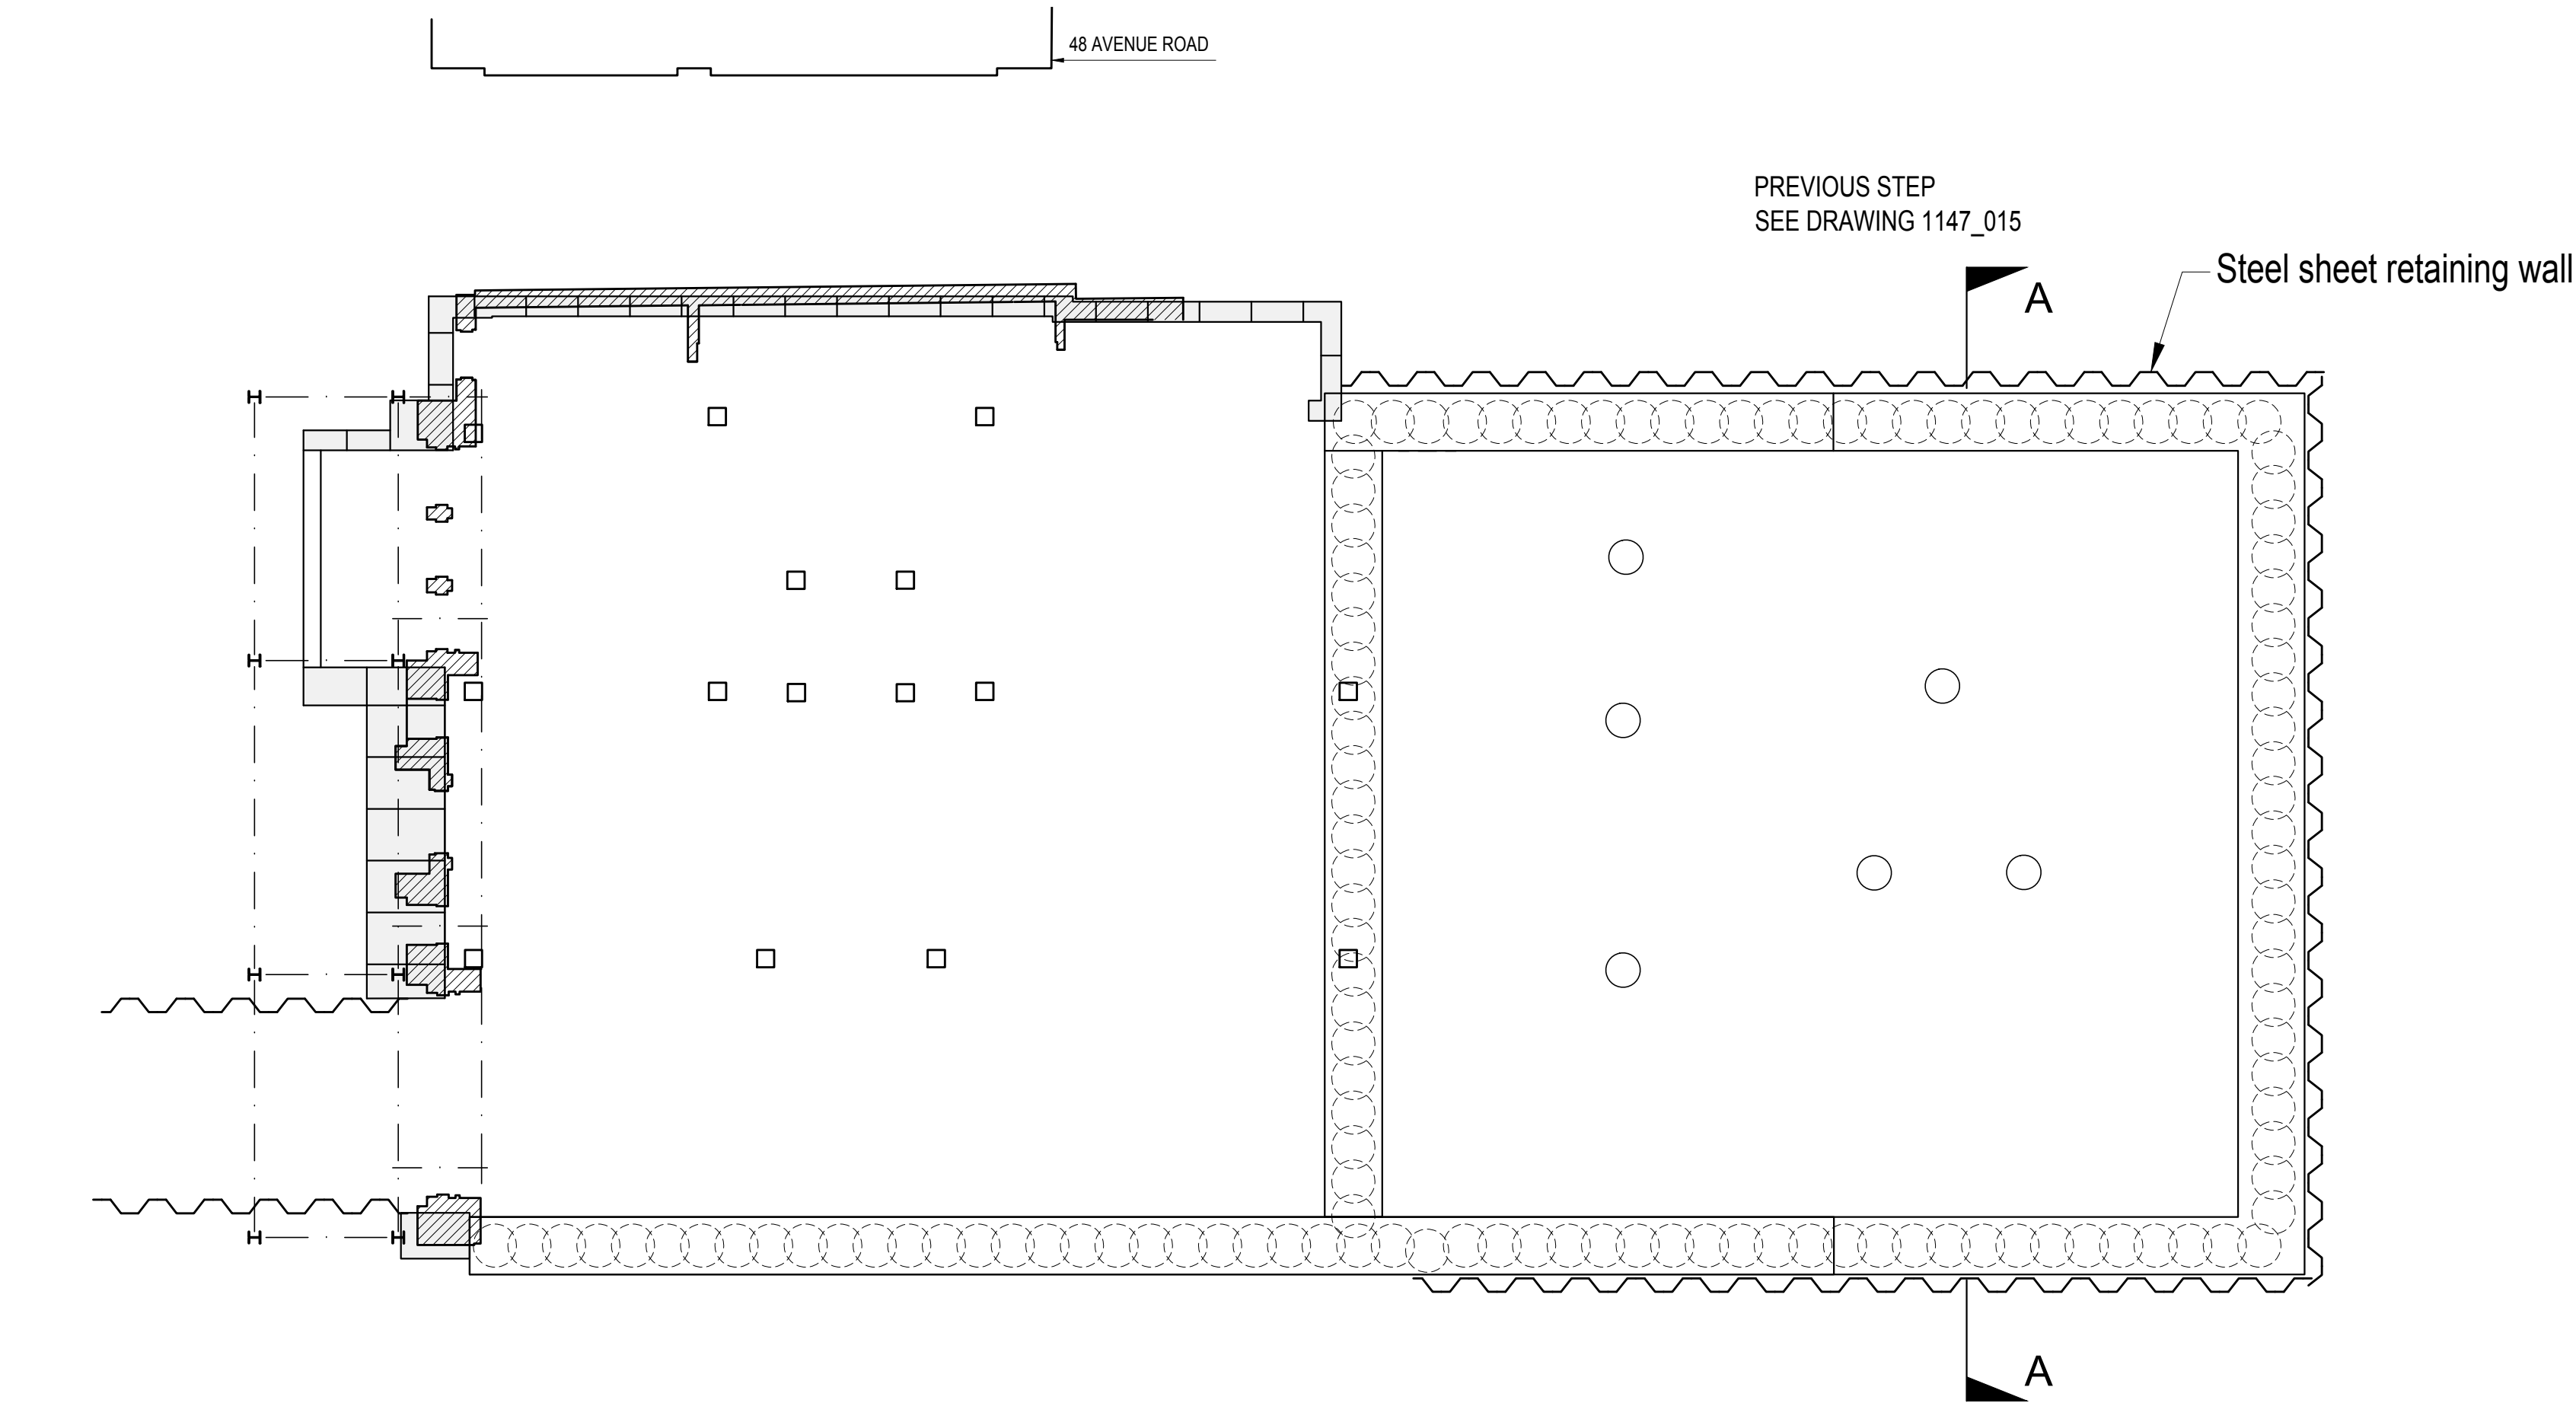 48 AVENUE ROAD
PREVIOUS STEP
SEE DRAWING 1147_015
Steel sheet retaining wall
A
A